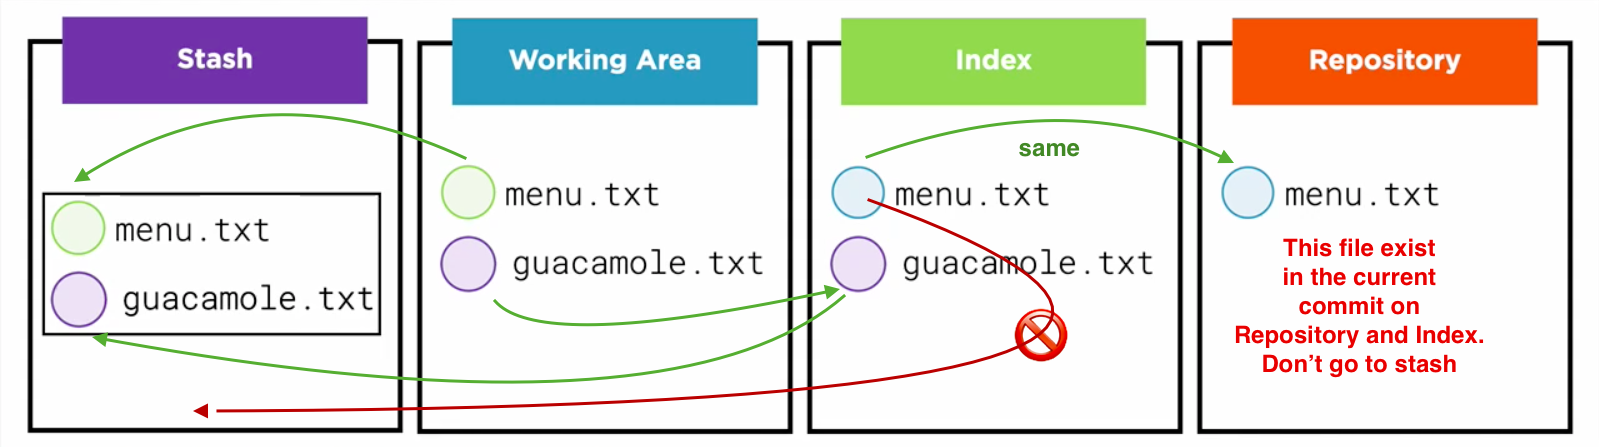 Stash
Working Area
Index
Repository
same
menu.txt
menu.txt
menu.txt
menu.txt
guacamole.txt
guacamole.txt
guacamole.txt
This file exist
in the current
commit on
Repository and Index.
Don't go to stash